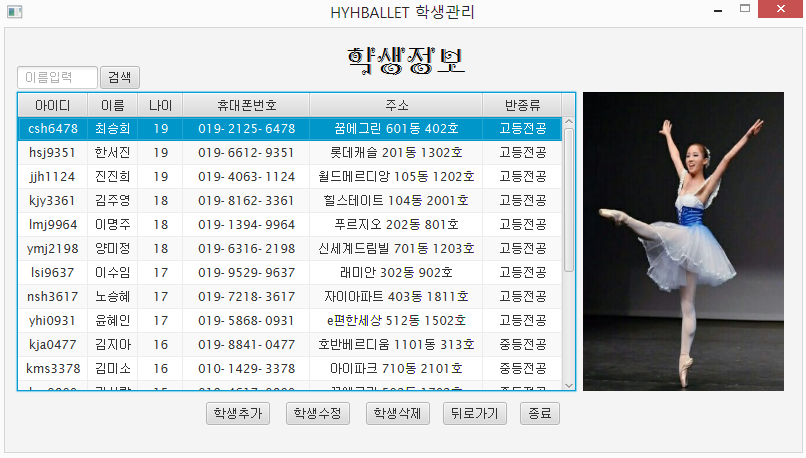 HYHBALLET 학생관리
학생정보
이름입력 검색
아이디 이름 나이 휴대폰번호 주소 반종류
csh6478 최승희 19 019- 2125- 6478 꿈에그린 601동 402호 고등전공
hsj9351 한서진 19 019- 6612- 9351 롯데캐슬 201동 1302호 고등전공
jjh1124 진진희 19 019- 4063- 1124 월드메르디앙 105동 1202호 고등전공
kjy3361 김주영 18 019- 8162- 3361 힐스테이트 104동 2001호 고등전공
lmj9964 이명주 18 019- 1394- 9964 푸르지오 202동 801호 고등전공
ymj2198 양미정 18 019- 6316- 2198 신세계드림빌 701동 1203호 고등전공
lsi9637 이수임 17 019- 9529- 9637 래미안 302동 902호 고등전공
nsh3617 노승혜 17 019- 7218- 3617 자이아파트 403동 1811호 고등전공
yhi0931 윤혜인 17 019- 5868- 0931 e편한세상 512동 1502호 고등전공
kja0477 김지아 16 019- 8841- 0477 호반베르디움 1101동 313호 중등전공
kms3378 김미소 16 010- 1429- 3378 아이파크 710동 2101호 중등전공
학생추가 학생수정 학생삭제 뒤로가기 종료